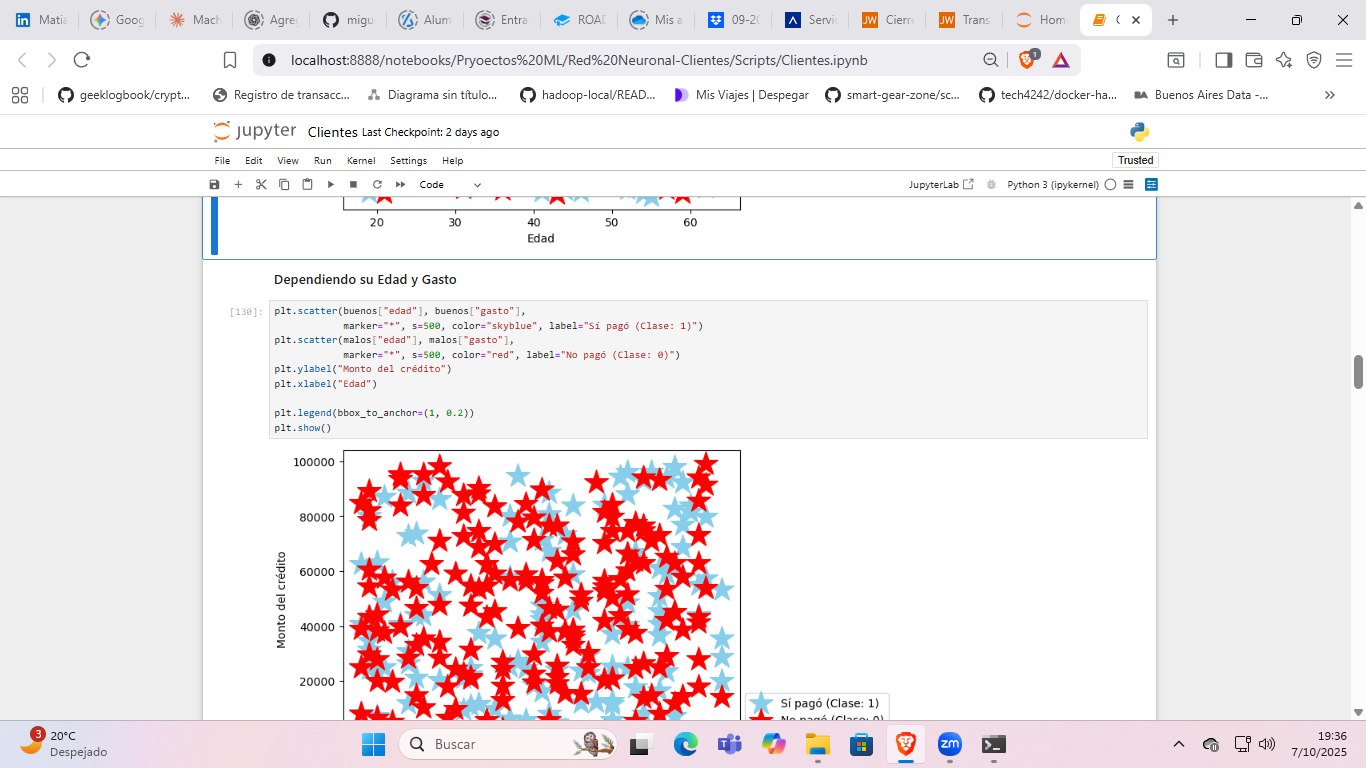 Matia
Goog
Mach
Agreg
migu
Alum
Entra
ROAD
Mis a
09-20
Servi
Cierre
Trans
Hom
C
localhost:8888/notebooks/Pryoectos%20ML/Red%20Neuronal-Clientes/Scripts/Clientes.ipynb
1
geeklogbook/crypt...
Registro de transacc...
Diagrama sin título...
hadoop-local/READ...
Mis Viajes | Despegar
smart-gear-zone/sc...
tech4242/docker-ha...
BA Buenos Aires Data -...
jupyter Clientes Last Checkpoint: 2 days ago
File Edit View Run Kernel Settings Help
Trusted
Code
JupyterLab
Python 3 (ipykernel)
20 30 40 50 60
Edad
Dependiendo su Edad y Gasto
[130]:
plt.scatter(buenos["edad"], buenos["gasto"],
marker="*", s=500, color="skyblue", label="Sí pagó (Clase: 1)")
plt.scatter(malos["edad"], malos["gasto"],
marker="*", s=500, color="red", label="No pagó (Clase: 0)")
plt.ylabel("Monto del crédito")
plt.xlabel("Edad")
plt.legend(bbox_to_anchor=(1, 0.2))
plt.show()
100000
80000
60000
40000
20000
Monto del crédito
Sí pagó (Clase: 1)
No pagó (Clase: 0)
3
20°C
Despejado
Buscar
zm
19:36
7/10/2025